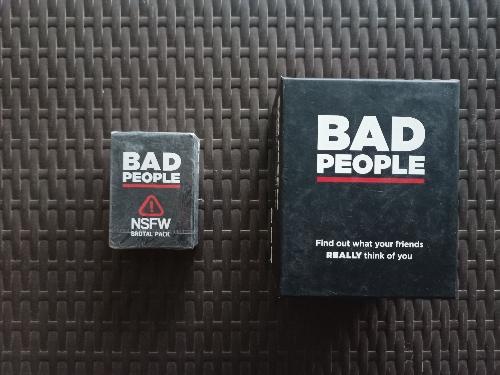 BAD
PEOPLE
NSFW
BRUTAL PACK
BAD
PEOPLE
Find out what your friends
REALLY think of you